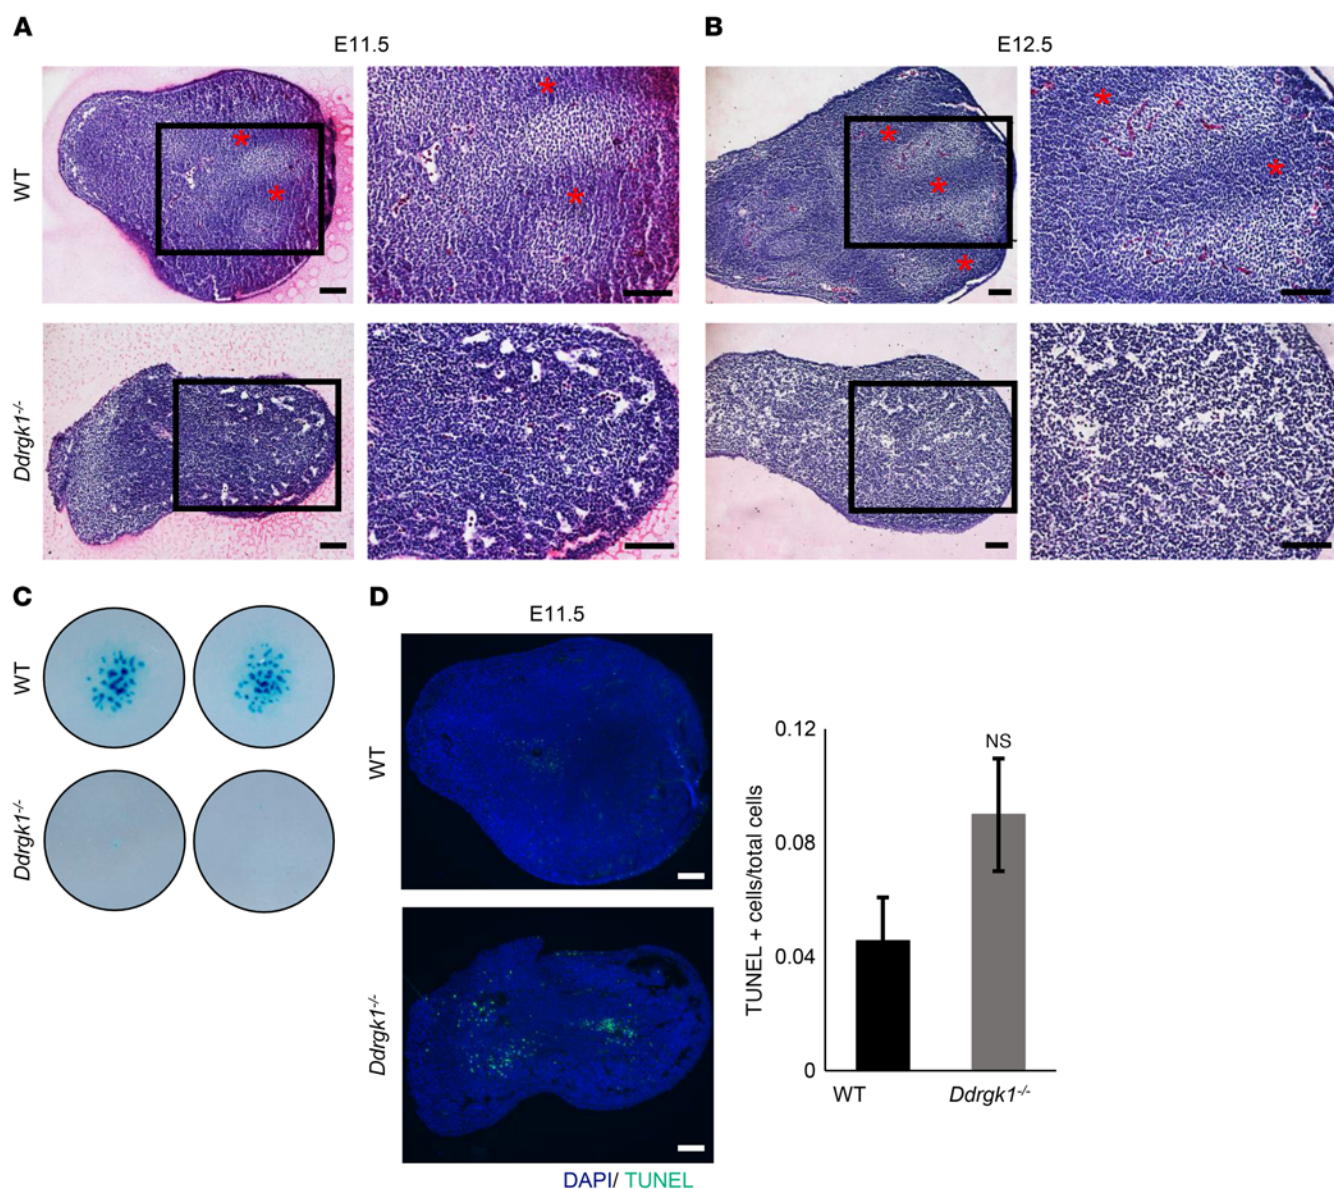 A
E11.5
B
E12.5
WT
Ddrgk1-/-
C
WT
Ddrgk1-/-
D
E11.5
WT
Ddrgk1-/-
DAPI/ TUNEL
TUNEL + cells/total cells
0.12
0.08
0.04
0
NS
WT
Ddrgk1-/-